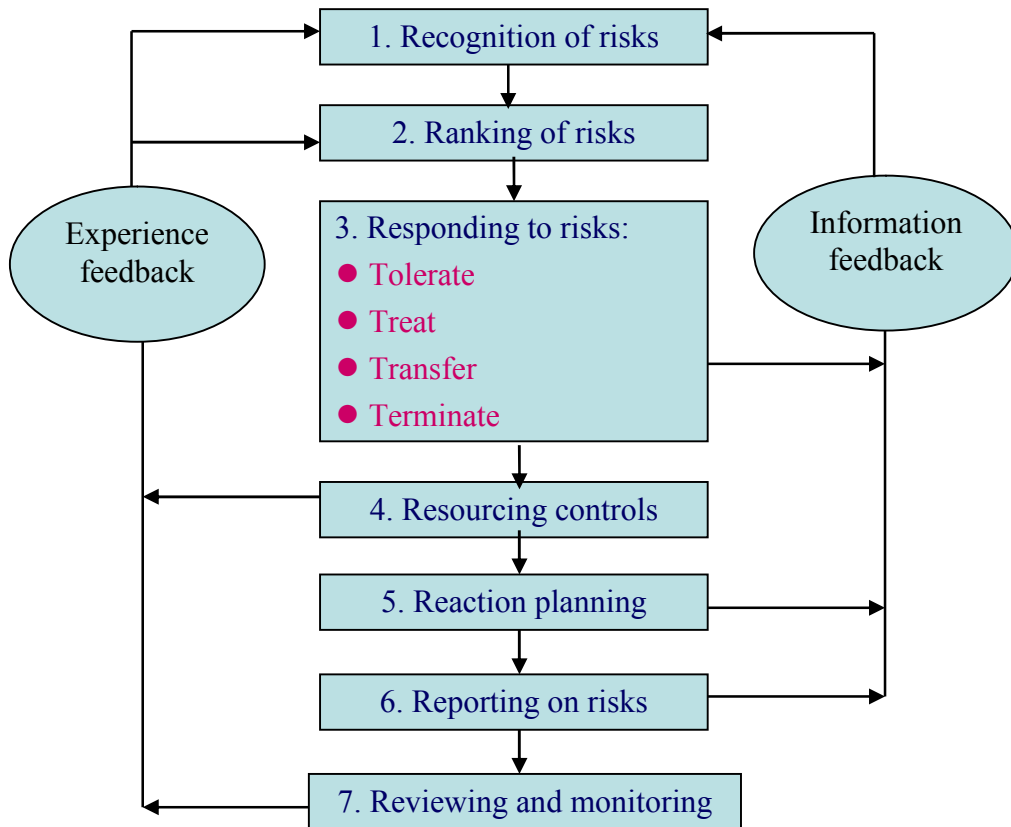 1. Recognition of risks
2. Ranking of risks
Experience
feedback
3. Responding to risks:
● Tolerate
● Treat
● Transfer
● Terminate
Information
feedback
4. Resourcing controls
5. Reaction planning
6. Reporting on risks
7. Reviewing and monitoring